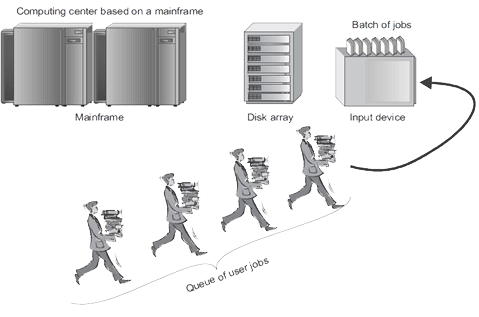 Computing center based on a mainframe
Batch of jobs
Mainframe
Disk array
Input device
Queue of user jobs